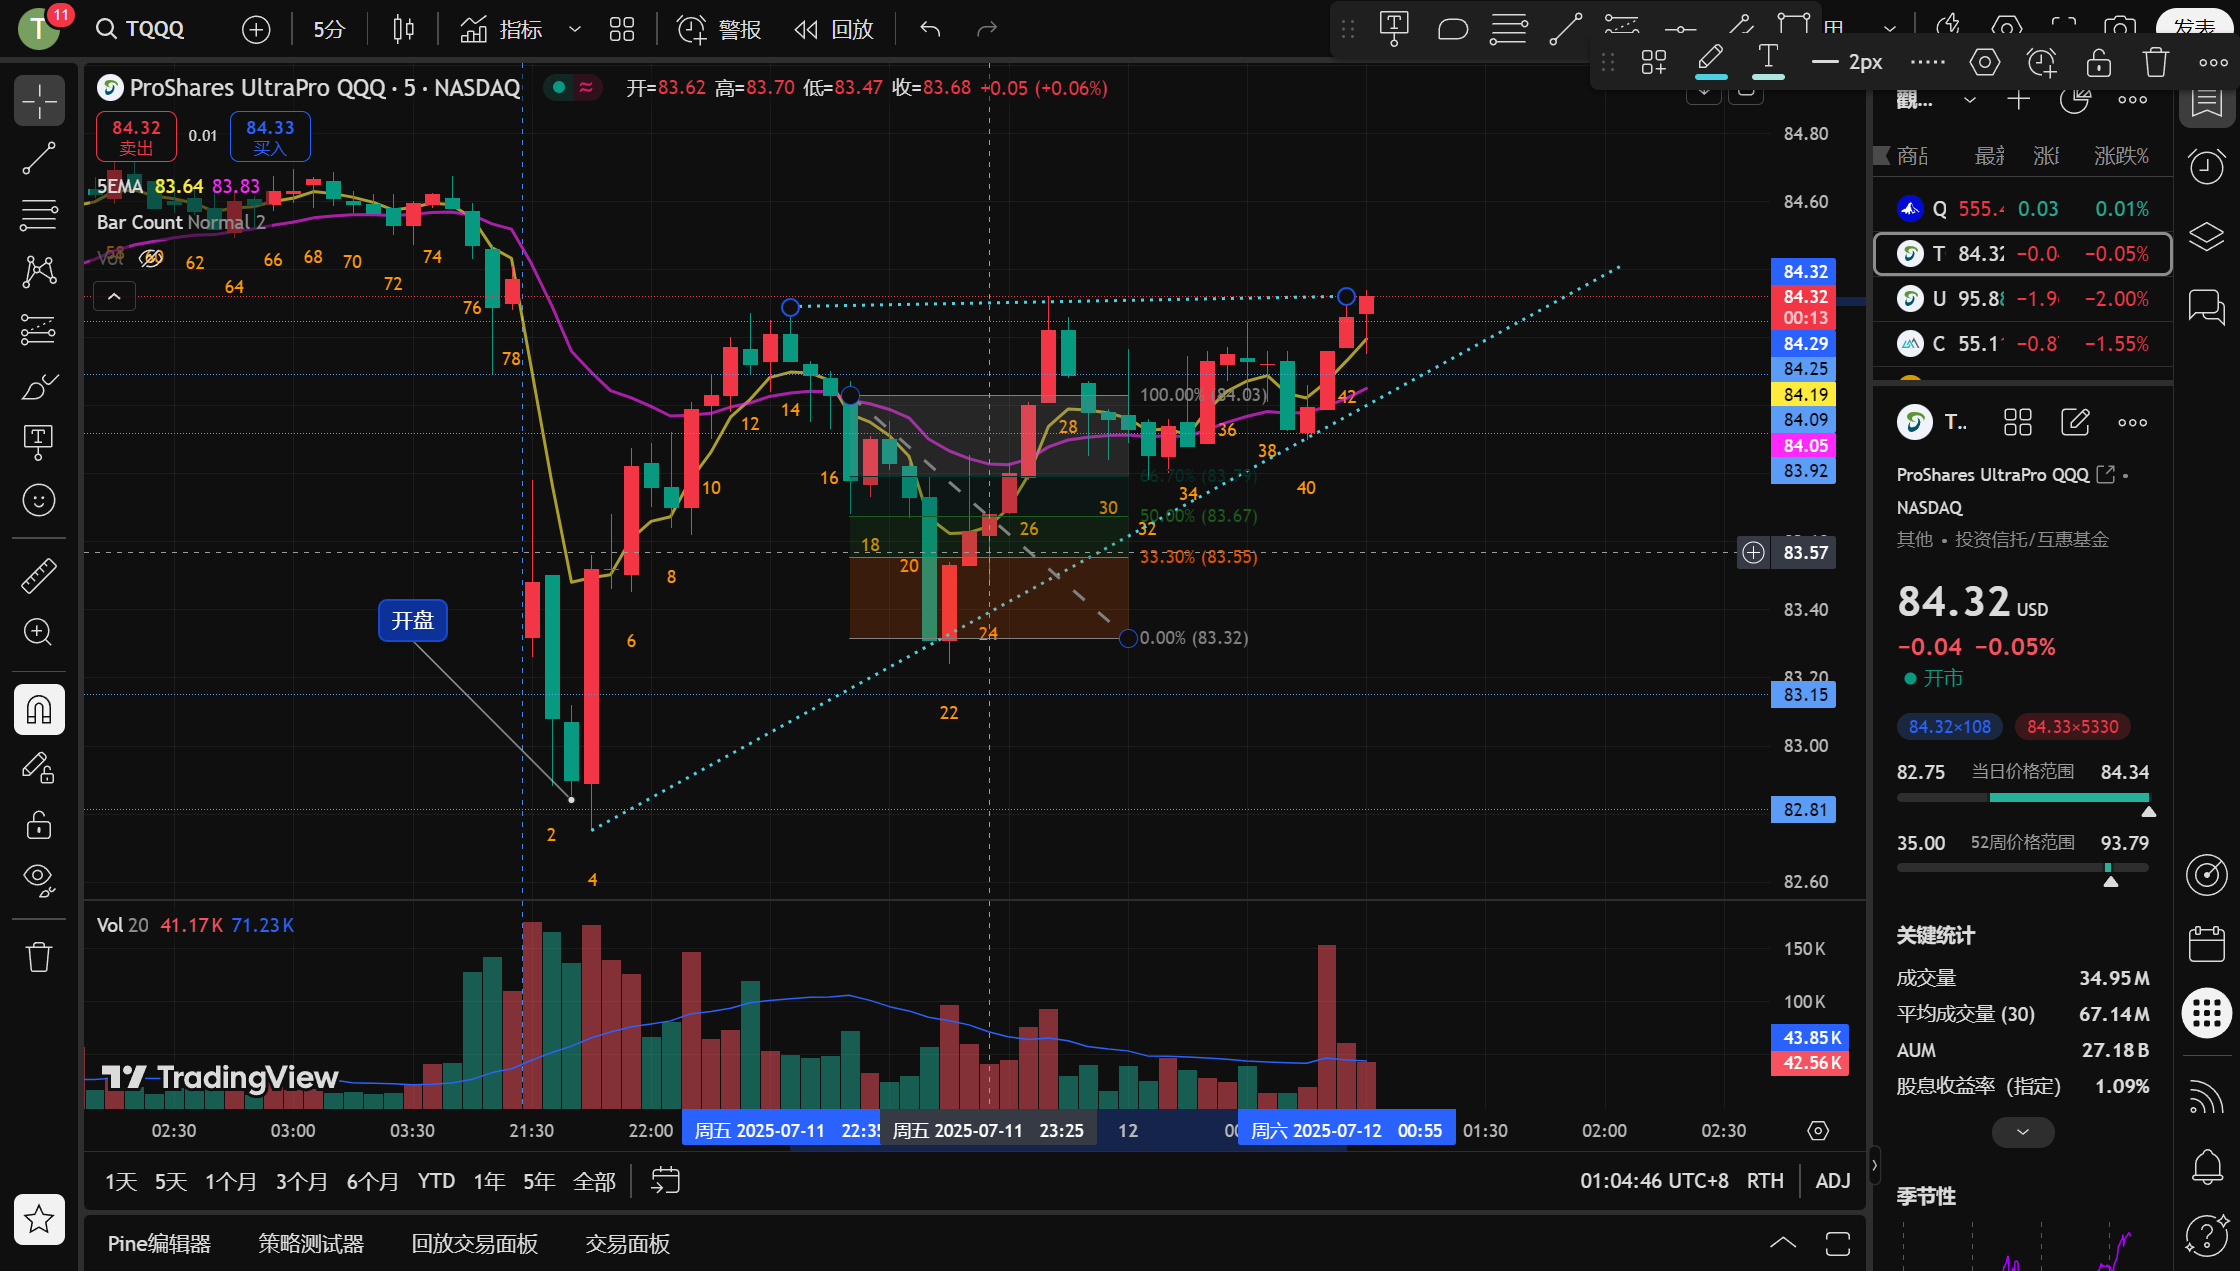 T 11 TQQQ 5分 指标 警报 回放 发表
2px
ProShares UltraPro QQQ · 5 · NASDAQ 开=83.62 高=83.70 低=83.47 收=83.68 +0.05 (+0.06%)
84.32 卖出
0.01
84.33 买入
5EMA 83.64 83.83
Bar Count Normal 2
Vol
58 60 62 64 66 68 70 72 74 76 78
2 4 6 8 10 12 14 16 18 20 22 24 26 28 30 32 34 36 38 40 42
开盘
100.00% (84.03)
66.70% (83.79)
50.00% (83.67)
33.30% (83.55)
0.00% (83.32)
84.80
84.60
84.32
84.32
00:13
84.29
84.25
84.19
84.09
84.05
83.92
83.57
83.40
83.20
83.15
83.00
82.81
82.60
Vol 20 41.17K 71.23K
150K
100K
43.85K
42.56K
TradingView
02:30 03:00 03:30 21:30 22:00 周五 2025-07-11 22:35 周五 2025-07-11 23:25 12 周六 2025-07-12 00:55 01:30 02:00 02:30
1天 5天 1个月 3个月 6个月 YTD 1年 5年 全部
01:04:46 UTC+8 RTH ADJ
Pine编辑器 策略测试器 回放交易面板 交易面板
觀...
商品 最新 涨跌 涨跌%
Q 555.4 0.03 0.01%
T 84.32 −0.0 −0.05%
U 95.88 −1.9 −2.00%
C 55.1 −0.8 −1.55%
T..
ProShares UltraPro QQQ •
NASDAQ
其他 • 投资信托/互惠基金
84.32 USD
−0.04 −0.05%
开市
84.32×108 84.33×5330
82.75 当日价格范围 84.34
35.00 52周价格范围 93.79
关键统计
成交量 34.95M
平均成交量 (30) 67.14M
AUM 27.18B
股息收益率 (指定) 1.09%
季节性